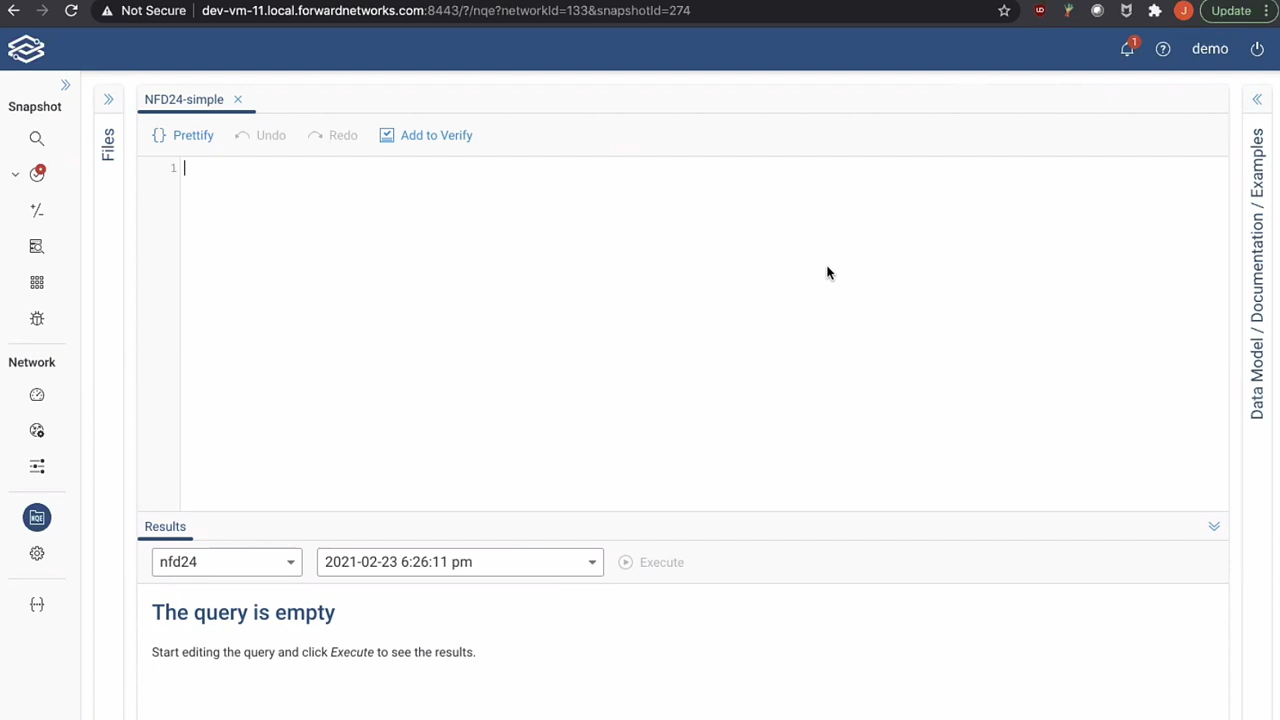 Not Secure
dev-vm-11.local.forwardnetworks.com:8443/?/nqe?networkId=133&snapshotId=274
J
Update
1
demo
Snapshot
Network
NQE
Files
NFD24-simple
Prettify
Undo
Redo
Add to Verify
1
Data Model / Documentation / Examples
Results
nfd24
2021-02-23 6:26:11 pm
Execute
The query is empty
Start editing the query and click Execute to see the results.